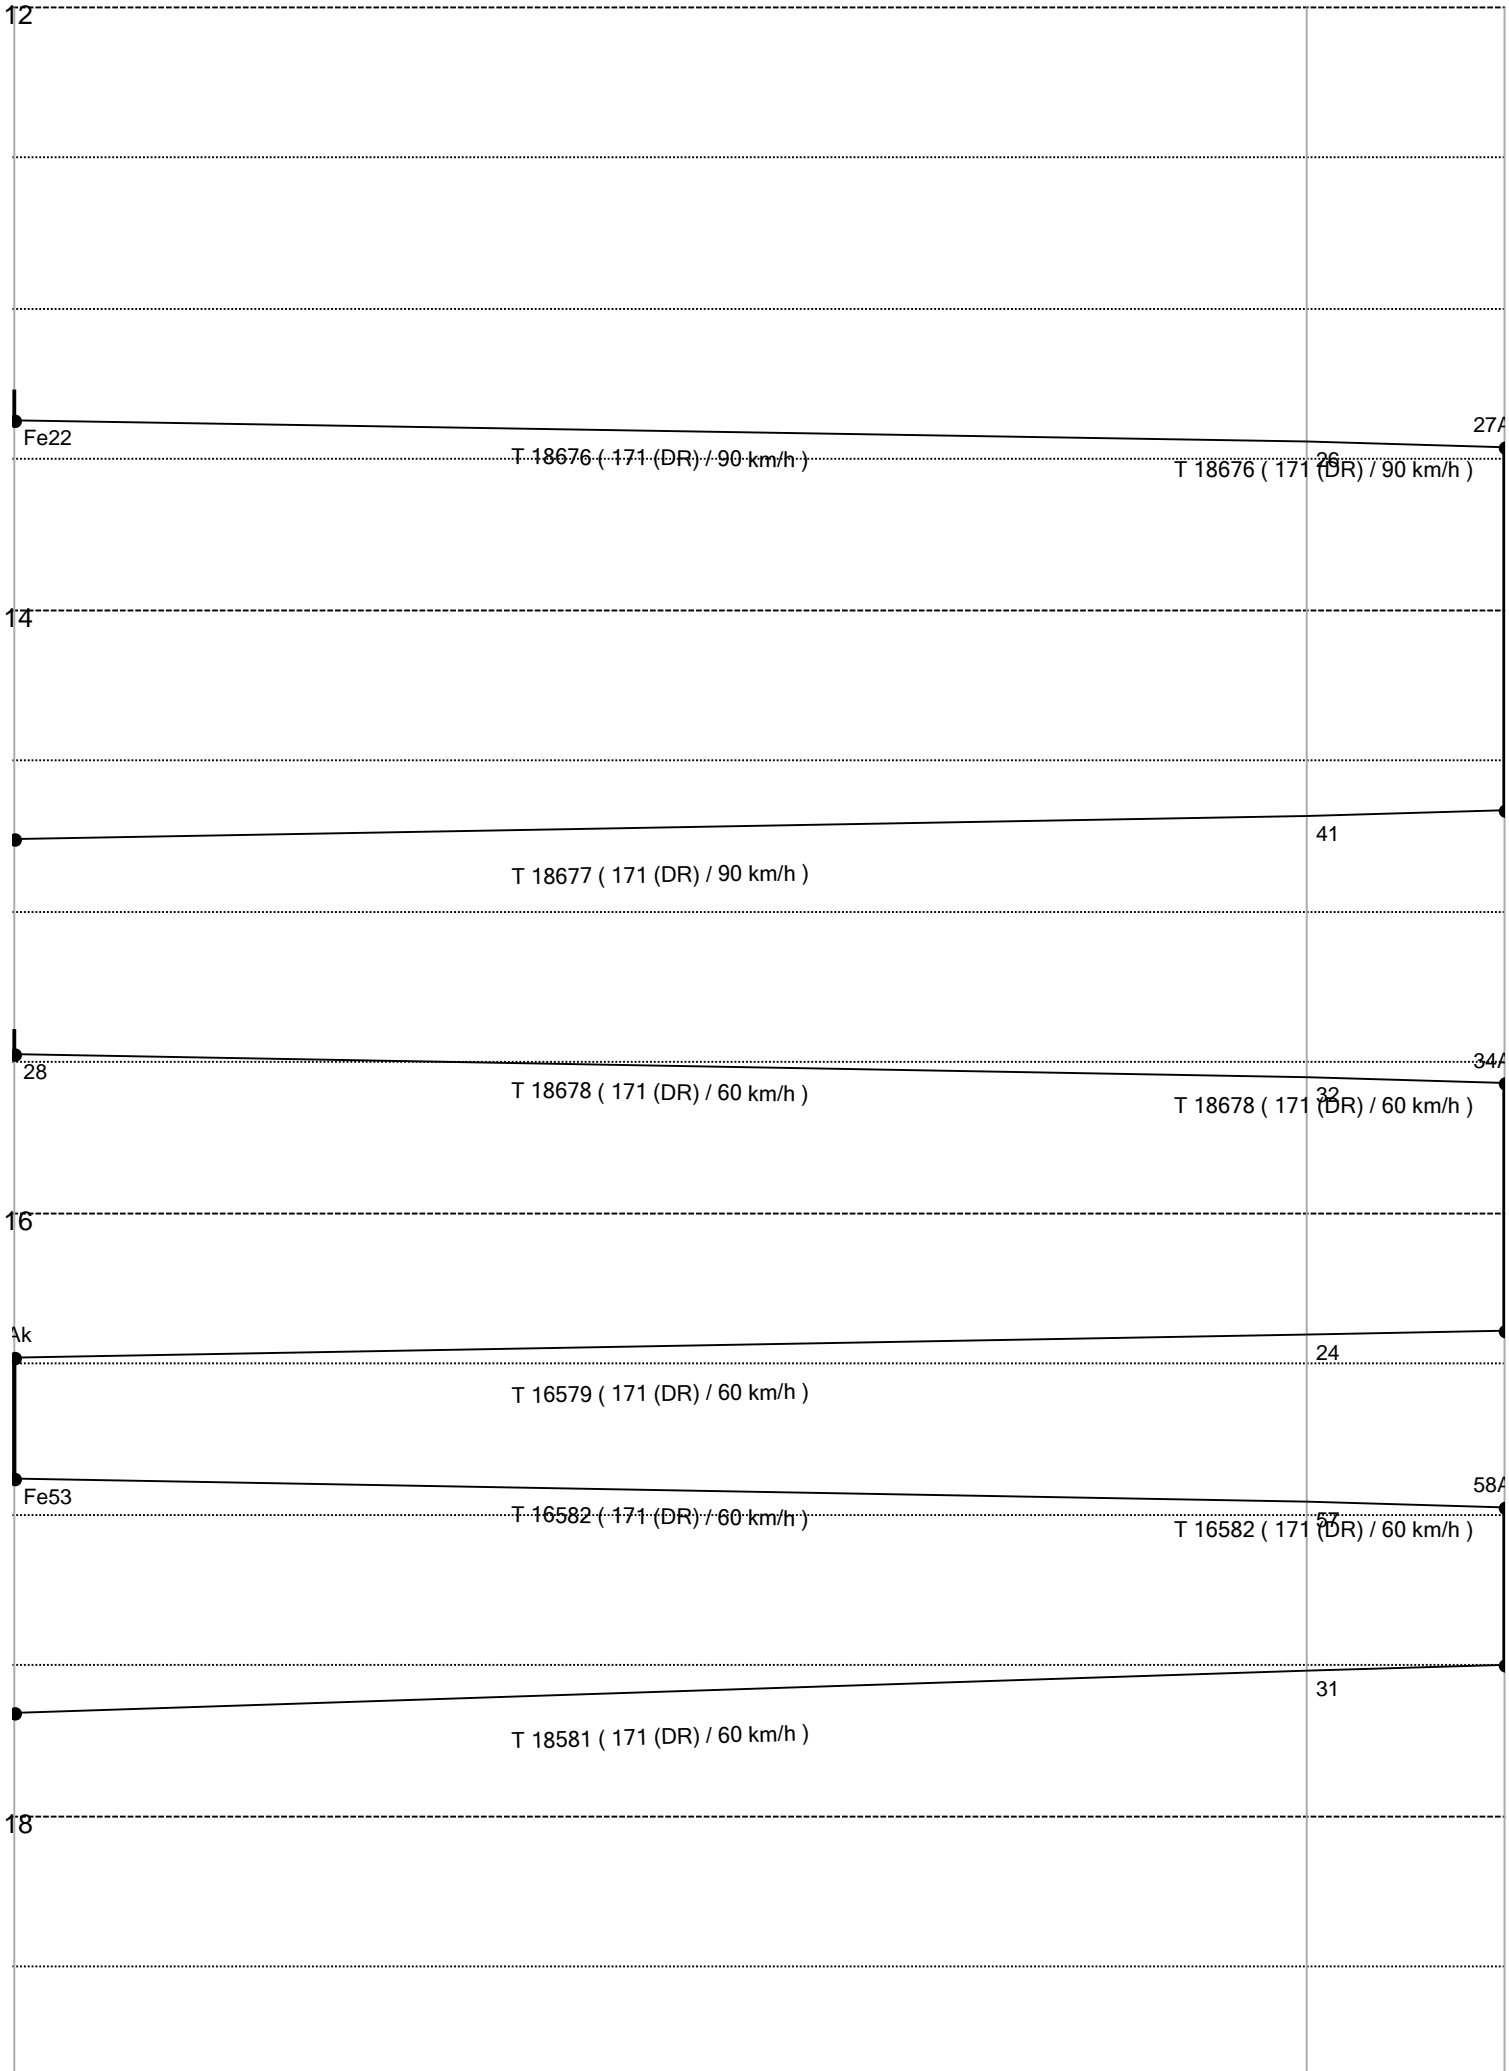 12
27A
Fe22
T 18676 ( 171 (DR) / 90 km/h )
26
T 18676 ( 171 (DR) / 90 km/h )
14
41
T 18677 ( 171 (DR) / 90 km/h )
34A
28
T 18678 ( 171 (DR) / 60 km/h )
32
T 18678 ( 171 (DR) / 60 km/h )
16
Ak
24
T 16579 ( 171 (DR) / 60 km/h )
58A
Fe53
T 16582 ( 171 (DR) / 60 km/h )
57
T 16582 ( 171 (DR) / 60 km/h )
31
T 18581 ( 171 (DR) / 60 km/h )
18